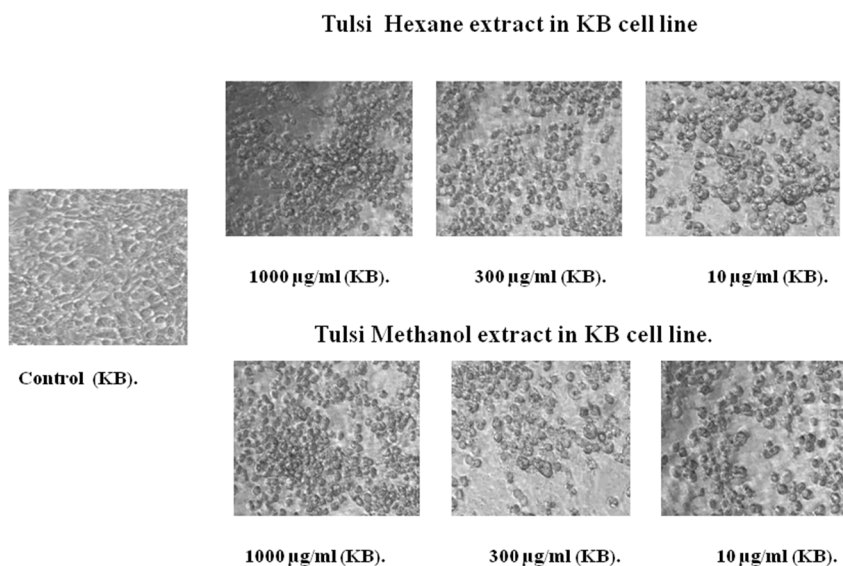 Tulsi Hexane extract in KB cell line
1000 µg/ml (KB).
300 µg/ml (KB).
10 µg/ml (KB).
Control (KB).
Tulsi Methanol extract in KB cell line.
1000 µg/ml (KB).
300 µg/ml (KB).
10 µg/ml (KB).